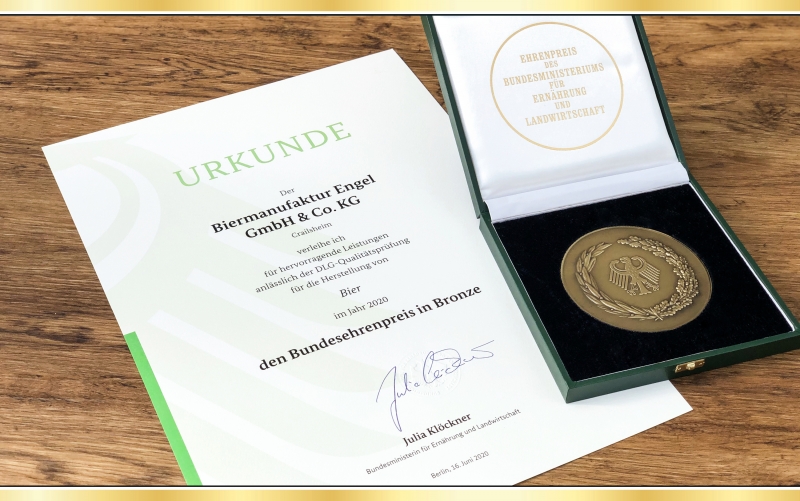 URKUNDE
Der
Biermanufaktur Engel
GmbH & Co. KG
Crailsheim
verleihe ich
für hervorragende Leistungen
anlässlich der DLG-Qualitätsprüfung
für die Herstellung von
Bier
im Jahr 2020
den Bundesehrenpreis in Bronze
Julia Klöckner
Julia Klöckner
Bundesministerin für Ernährung und Landwirtschaft
Berlin, 16. Juni 2020
EHRENPREIS
DES
BUNDESMINISTERIUMS
FÜR
ERNÄHRUNG
UND
LANDWIRTSCHAFT